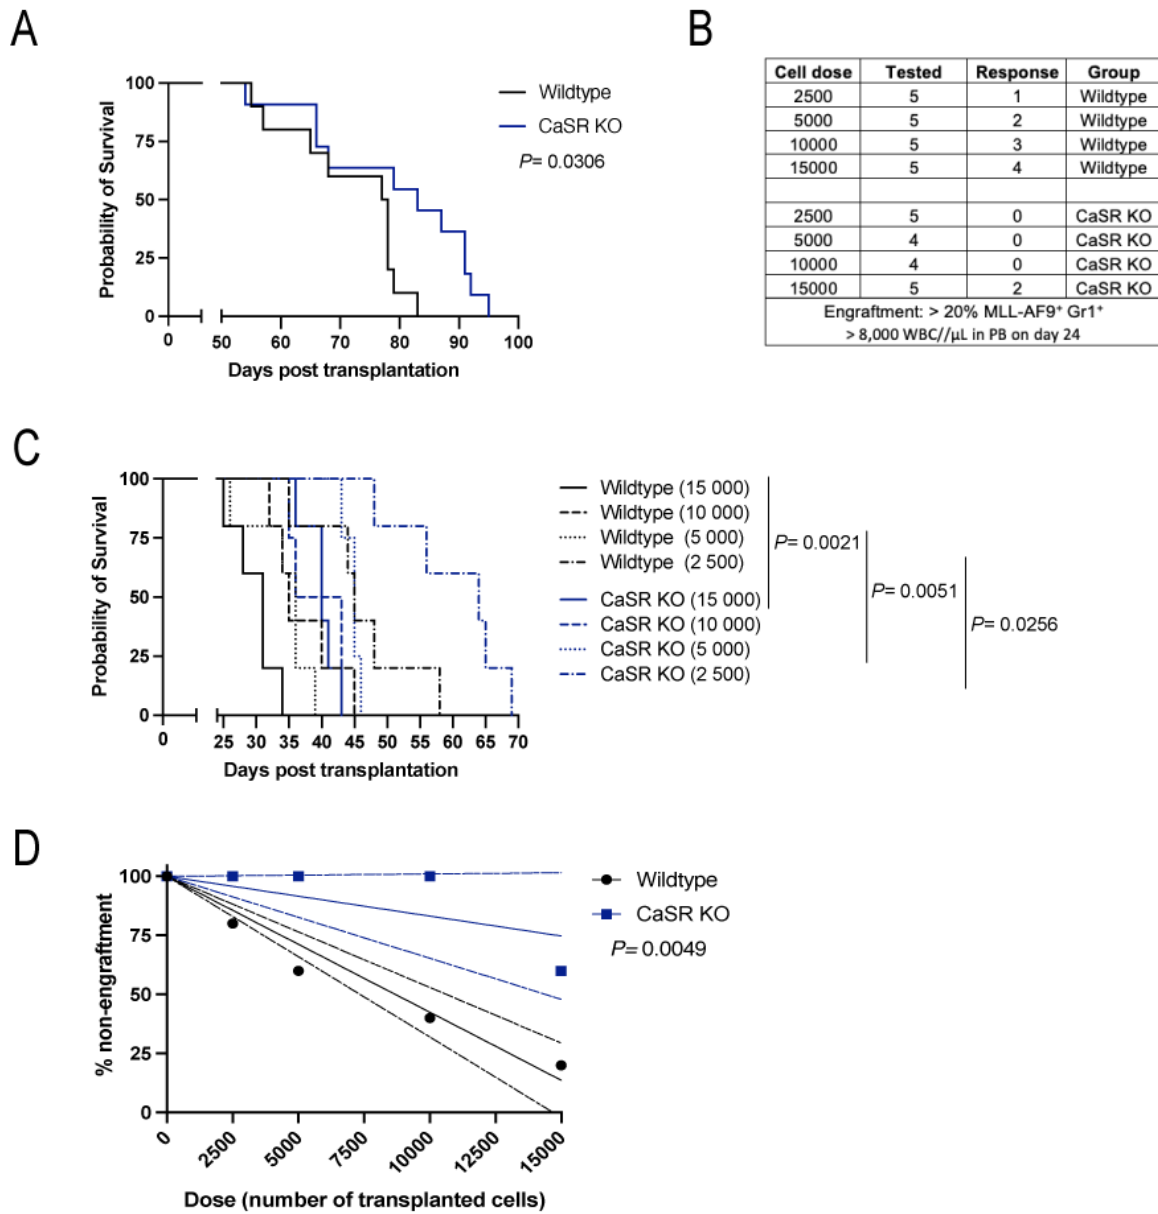 A
100
75
50
25
0
Probability of Survival
0 50 60 70 80 90 100
Days post transplantation
Wildtype
CaSR KO
P= 0.0306
B
Cell dose Tested Response Group
2500 5 1 Wildtype
5000 5 2 Wildtype
10000 5 3 Wildtype
15000 5 4 Wildtype
2500 5 0 CaSR KO
5000 4 0 CaSR KO
10000 4 0 CaSR KO
15000 5 2 CaSR KO
Engraftment: > 20% MLL-AF9+ Gr1+
> 8,000 WBC//μL in PB on day 24
C
100
75
50
25
0
Probability of Survival
0 25 30 35 40 45 50 55 60 65 70
Days post transplantation
Wildtype (15 000)
Wildtype (10 000)
Wildtype (5 000)
Wildtype (2 500)
CaSR KO (15 000)
CaSR KO (10 000)
CaSR KO (5 000)
CaSR KO (2 500)
P= 0.0021
P= 0.0051
P= 0.0256
D
100
75
50
25
0
% non-engraftment
0 2500 5000 7500 10000 12500 15000
Dose (number of transplanted cells)
Wildtype
CaSR KO
P= 0.0049